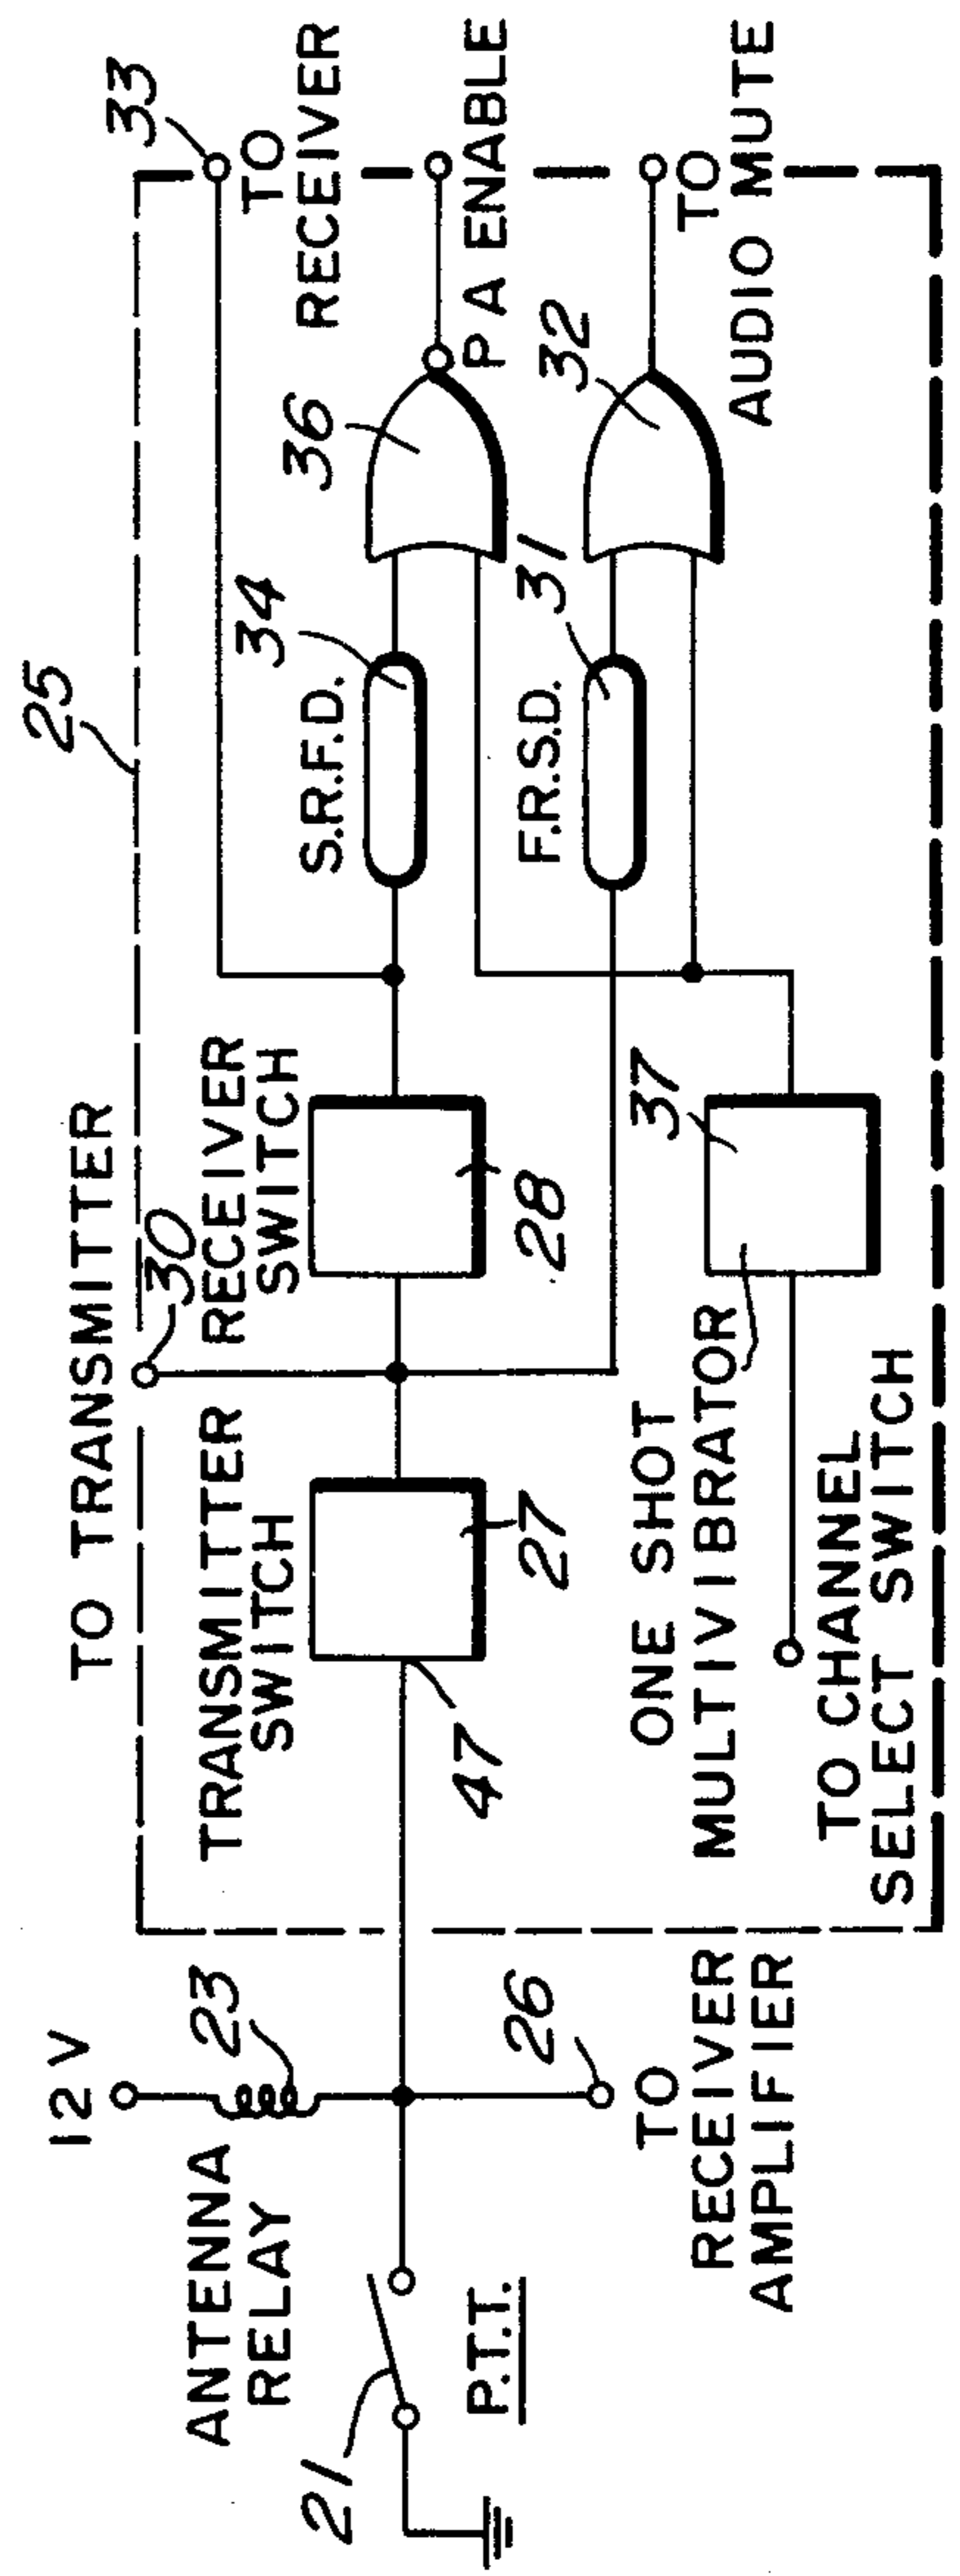 TO TRANSMITTER
25
33
12 V
30
ANTENNA
RELAY
23
TRANSMITTER
SWITCH
RECEIVER
SWITCH
S.R.F.D.
34
36
TO
RECEIVER
21
P.T.T.
26
47
27
28
F.R.S.D.
31
32
P A ENABLE
TO
RECEIVER
AMPLIFIER
ONE SHOT
MULTIVIBRATOR
37
TO
AUDIO MUTE
TO CHANNEL
SELECT SWITCH